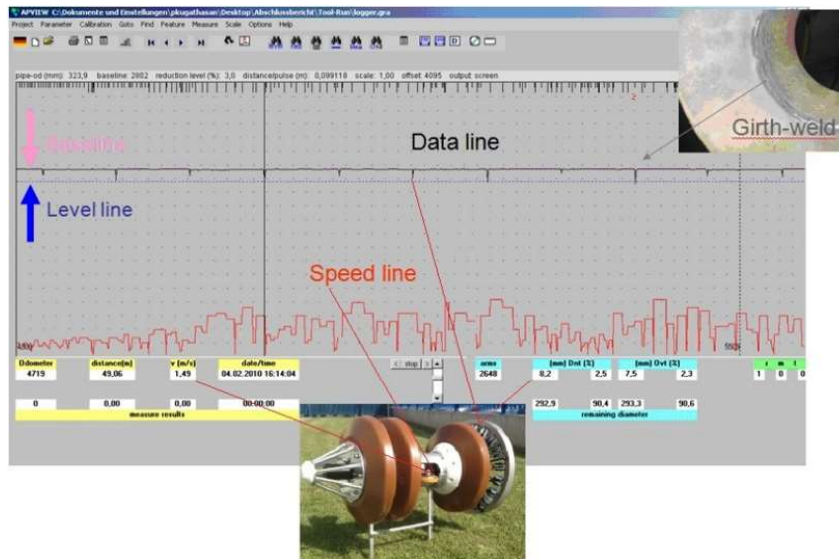 APVIEW C:\Dokumente und Einstellungen\pkugathasan\Desktop\Abschlussbericht\Tool-Run\logger.gra
Project Parameter Calibration Goto Find Feature Measure Scale Options Help
pipe-od (mm): 323,9 baseline: 2802 reduction level (%): 3,0 distance/pulse (m): 0,099118 scale: 1,00 offset: 4095 output: screen
2
Girth-weld
Baseline
Data line
Level line
Speed line
Odometer distance(m) v (m/s) date/time stop arms (mm) Dnt (%) (mm) Ovt (%) r m l
4719 49,06 1,49 04.02.2010 16:14:04 2648 8,2 2,5 7,5 2,3 1 0 0
0 0,00 0,00 00:00:00 292,9 90,4 293,3 90,6
measure results remaining diameter